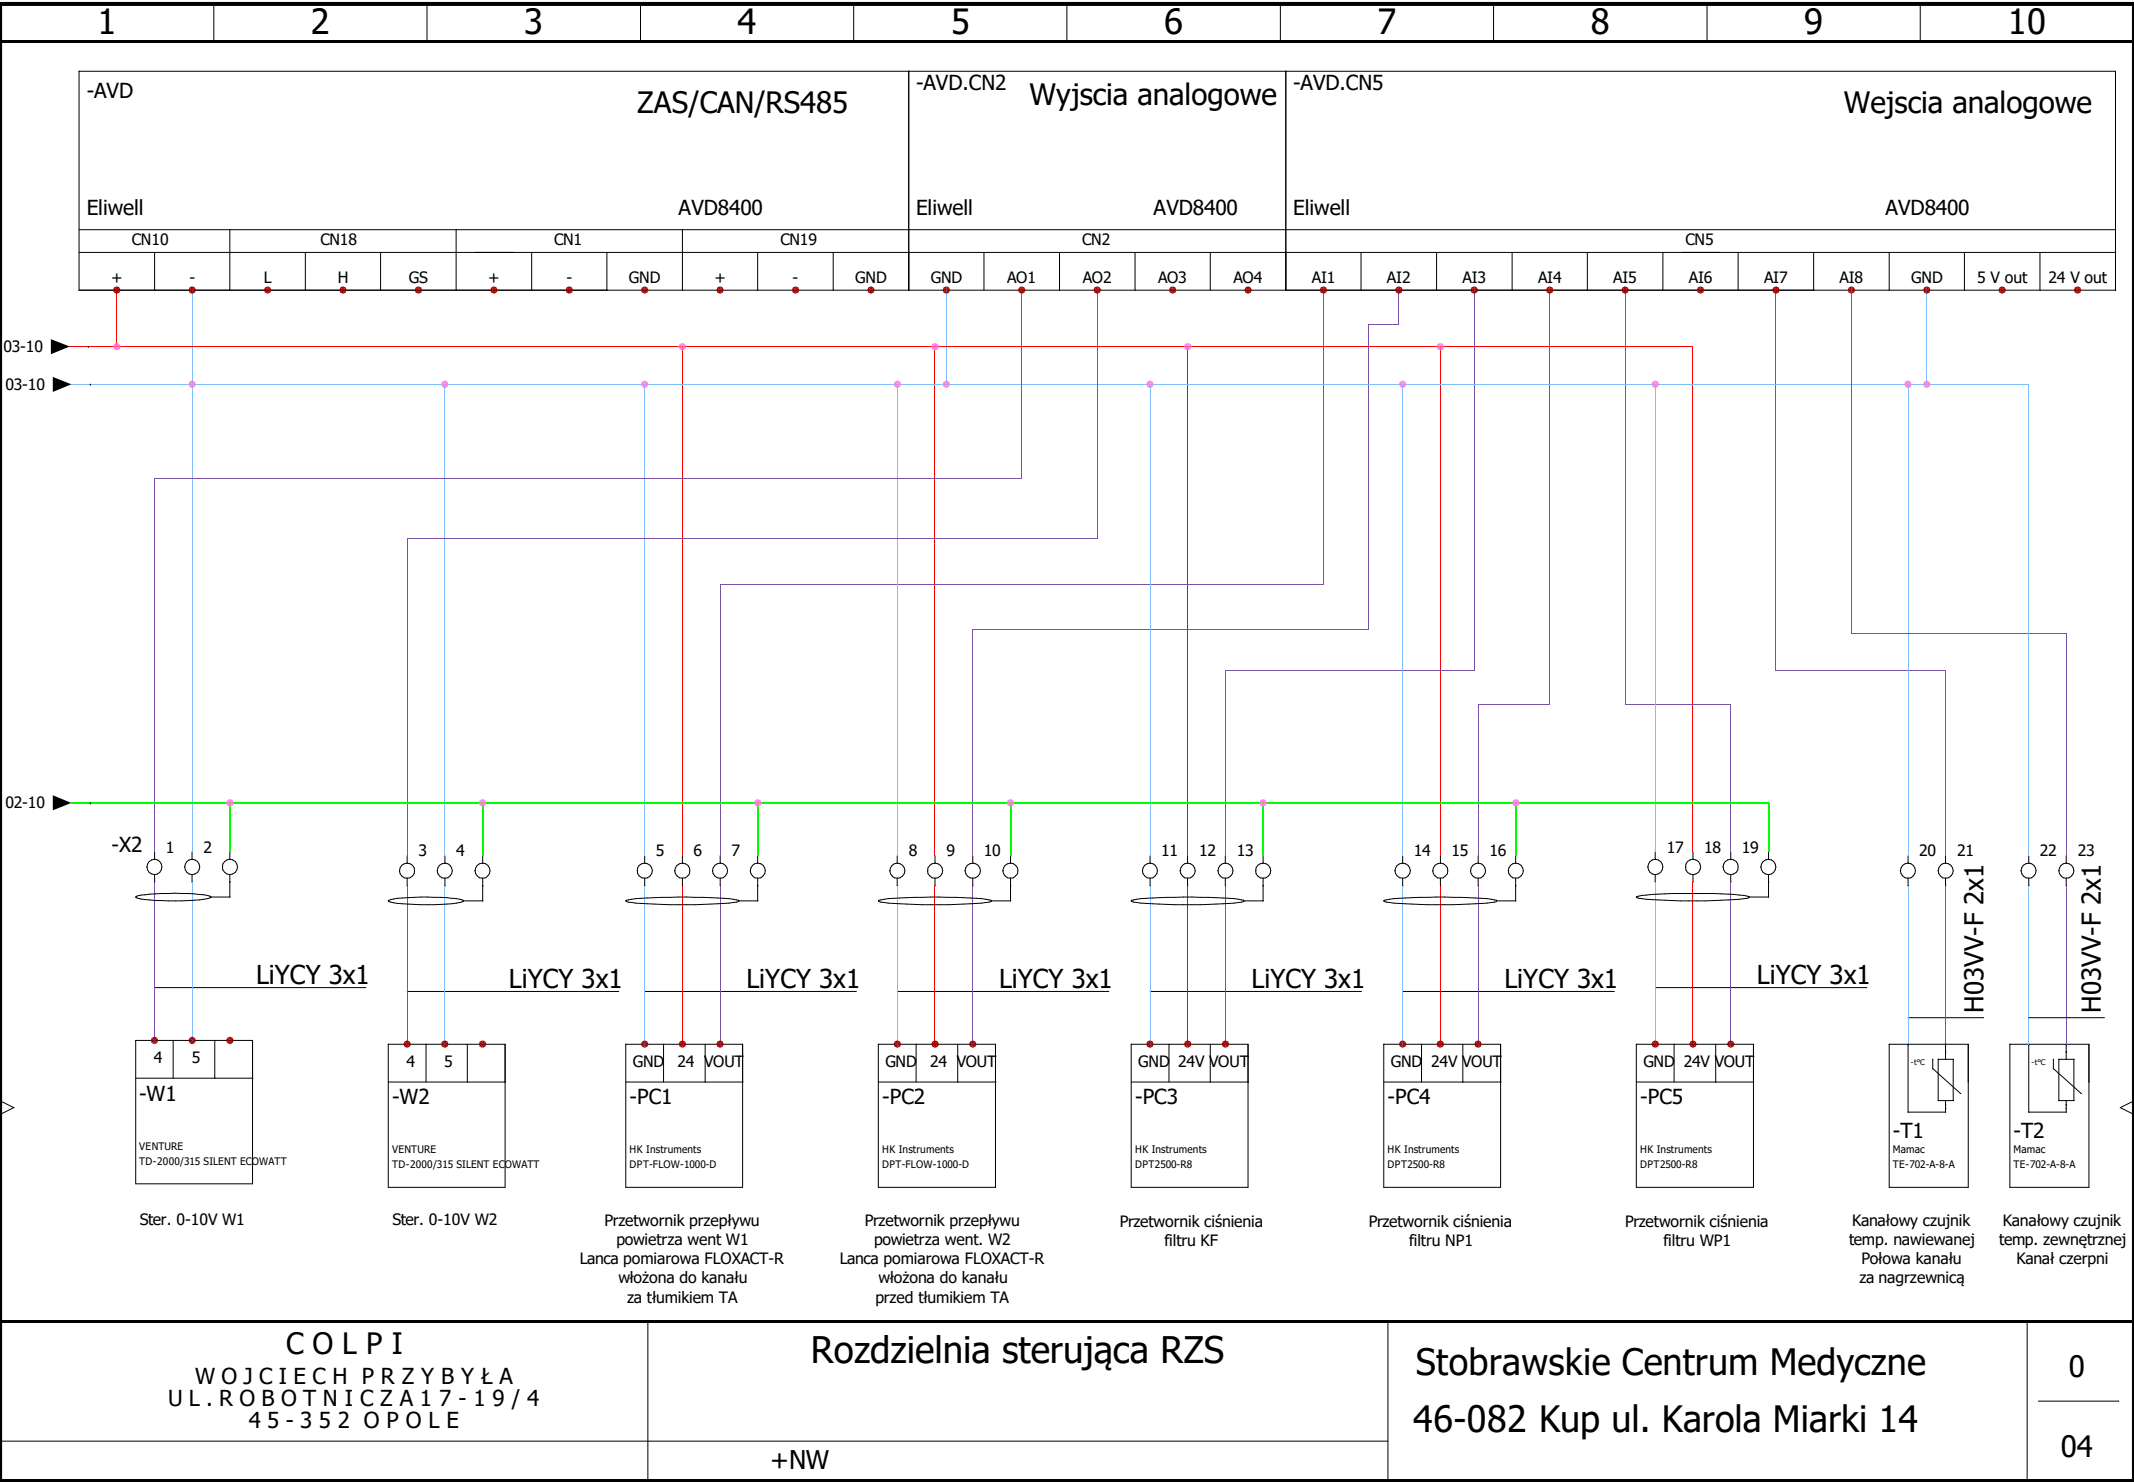 1 2 3 4 5 6 7 8 9 10
-AVD
ZAS/CAN/RS485
-AVD.CN2
Wyjscia analogowe
-AVD.CN5
Wejscia analogowe
Eliwell AVD8400
Eliwell AVD8400
Eliwell AVD8400
CN10 CN18 CN1 CN19 CN2 CN5
+ - L H GS + - GND + - GND GND AO1 AO2 AO3 AO4 AI1 AI2 AI3 AI4 AI5 AI6 AI7 AI8 GND 5 V out 24 V out
03-10
03-10
02-10
-X2 1 2 3 4 5 6 7 8 9 10 11 12 13 14 15 16 17 18 19 20 21 22 23
LiYCY 3x1
LiYCY 3x1
LiYCY 3x1
LiYCY 3x1
LiYCY 3x1
LiYCY 3x1
LiYCY 3x1
H03VV-F 2x1
H03VV-F 2x1
4 5
-W1
VENTURE
TD-2000/315 SILENT ECOWATT
Ster. 0-10V W1
4 5
-W2
VENTURE
TD-2000/315 SILENT ECOWATT
Ster. 0-10V W2
GND 24 VOUT
-PC1
HK Instruments
DPT-FLOW-1000-D
Przetwornik przepływu
powietrza went W1
Lanca pomiarowa FLOXACT-R
włożona do kanału
za tłumikiem TA
GND 24 VOUT
-PC2
HK Instruments
DPT-FLOW-1000-D
Przetwornik przepływu
powietrza went. W2
Lanca pomiarowa FLOXACT-R
włożona do kanału
przed tłumikiem TA
GND 24V VOUT
-PC3
HK Instruments
DPT2500-R8
Przetwornik ciśnienia
filtru KF
GND 24V VOUT
-PC4
HK Instruments
DPT2500-R8
Przetwornik ciśnienia
filtru NP1
GND 24V VOUT
-PC5
HK Instruments
DPT2500-R8
Przetwornik ciśnienia
filtru WP1
-t°C
-T1
Mamac
TE-702-A-8-A
Kanałowy czujnik
temp. nawiewanej
Połowa kanału
za nagrzewnicą
-t°C
-T2
Mamac
TE-702-A-8-A
Kanałowy czujnik
temp. zewnętrznej
Kanał czerpni
COLPI
WOJCIECH PRZYBYŁA
UL.ROBOTNICZA17-19/4
45-352 OPOLE
Rozdzielnia sterująca RZS
+NW
Stobrawskie Centrum Medyczne
46-082 Kup ul. Karola Miarki 14
0
04